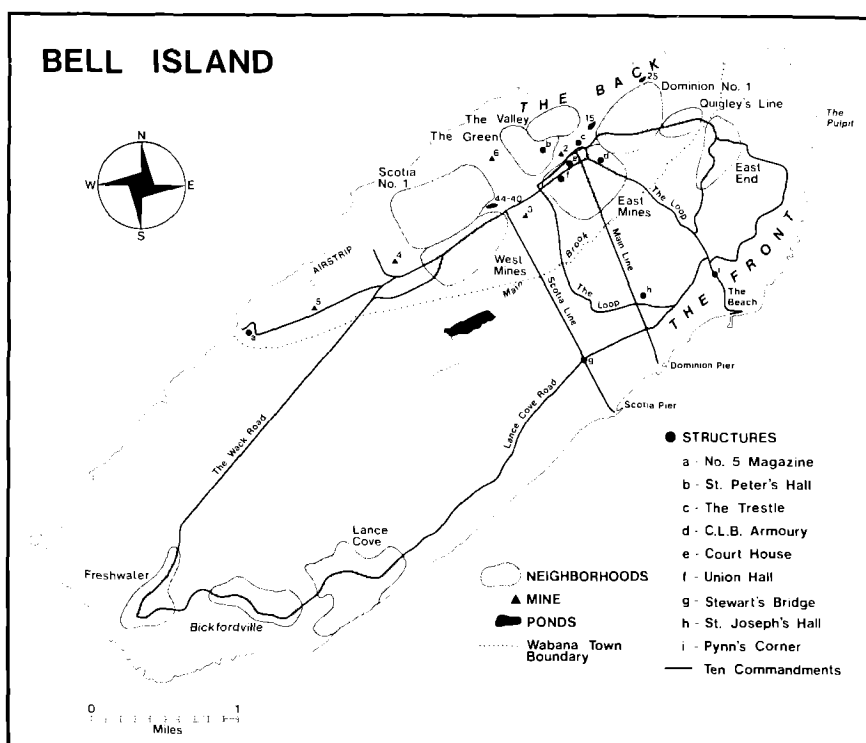 BELL ISLAND
N
W
E
S
THE BACK
25
Dominion No. 1
Quigley's Line
The Pulpit
The Valley
The Green
15
6
b
c
2
e
d
f
Scotia No. 1
44-40
3
East End
East Mines
The Loop
THE FRONT
AIRSTRIP
4
West Mines
Main Brook
Main Line
Scotia Line
The Loop
h
i
The Beach
5
a
g
Dominion Pier
Scotia Pier
The Wack Road
Lance Cove Road
Lance Cove
Freshwater
Bickfordville
NEIGHBORHOODS
MINE
PONDS
Wabana Town Boundary
STRUCTURES
a - No. 5 Magazine
b - St. Peter's Hall
c - The Trestle
d - C.L.B. Armoury
e - Court House
f - Union Hall
g - Stewart's Bridge
h - St. Joseph's Hall
i - Pynn's Corner
Ten Commandments
0
1
Miles